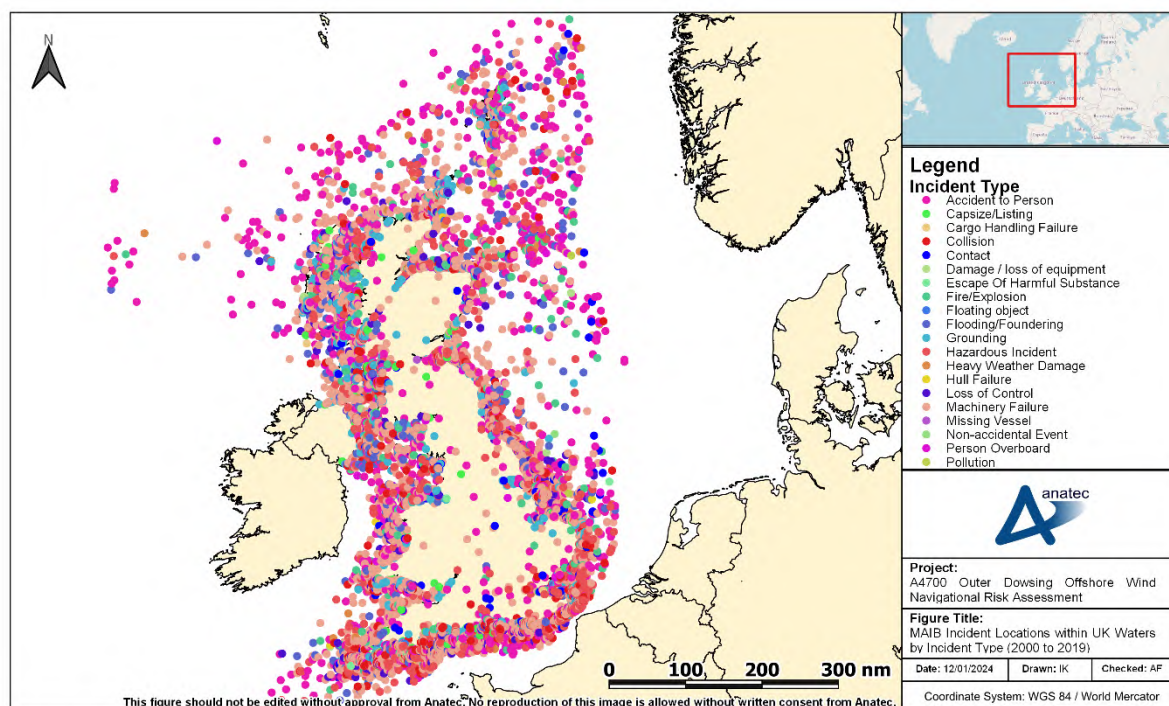 N
0 100 200 300 nm
This figure should not be edited without approval from Anatec. No reproduction of this image is allowed without written consent from Anatec.
Legend
Incident Type
Accident to Person
Capsize/Listing
Cargo Handling Failure
Collision
Contact
Damage / loss of equipment
Escape Of Harmful Substance
Fire/Explosion
Floating object
Flooding/Foundering
Grounding
Hazardous Incident
Heavy Weather Damage
Hull Failure
Loss of Control
Machinery Failure
Missing Vessel
Non-accidental Event
Person Overboard
Pollution
anatec
Project:
A4700 Outer Dowsing Offshore Wind
Navigational Risk Assessment
Figure Title:
MAIB Incident Locations within UK Waters
by Incident Type (2000 to 2019)
Date: 12/01/2024 Drawn: IK Checked: AF
Coordinate System: WGS 84 / World Mercator